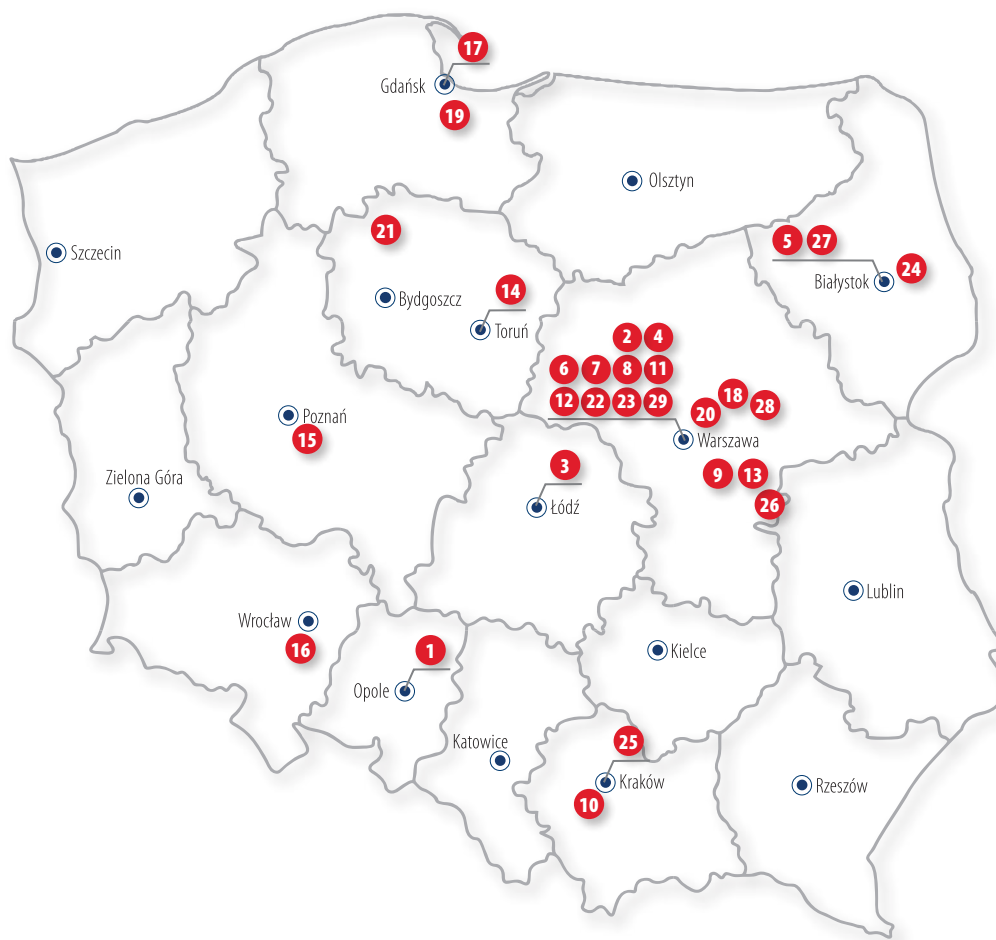 17
Gdańsk
19
Olsztyn
21
5 27
Szczecin
24
Białystok
14
Bydgoszcz
Toruń
2 4
6 7 8 11
12 22 23 29
18
28
20
Poznań
15
Warszawa
3
9 13
Zielona Góra
26
Łódź
Lublin
Wrocław
16
1
Kielce
Opole
25
Katowice
Kraków
Rzeszów
10